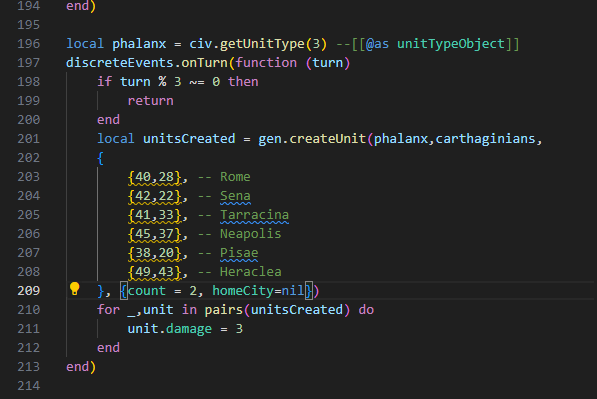 194 end)
195
196 local phalanx = civ.getUnitType(3) --[[@as unitTypeObject]]
197 discreteEvents.onTurn(function (turn)
198     if turn % 3 ~= 0 then
199         return
200     end
201     local unitsCreated = gen.createUnit(phalanx,carthaginians,
202     {
203         {40,28}, -- Rome
204         {42,22}, -- Sena
205         {41,33}, -- Tarracina
206         {45,37}, -- Neapolis
207         {38,20}, -- Pisae
208         {49,43}, -- Heraclea
209     }, {count = 2, homeCity=nil})
210     for _,unit in pairs(unitsCreated) do
211         unit.damage = 3
212     end
213 end)
214